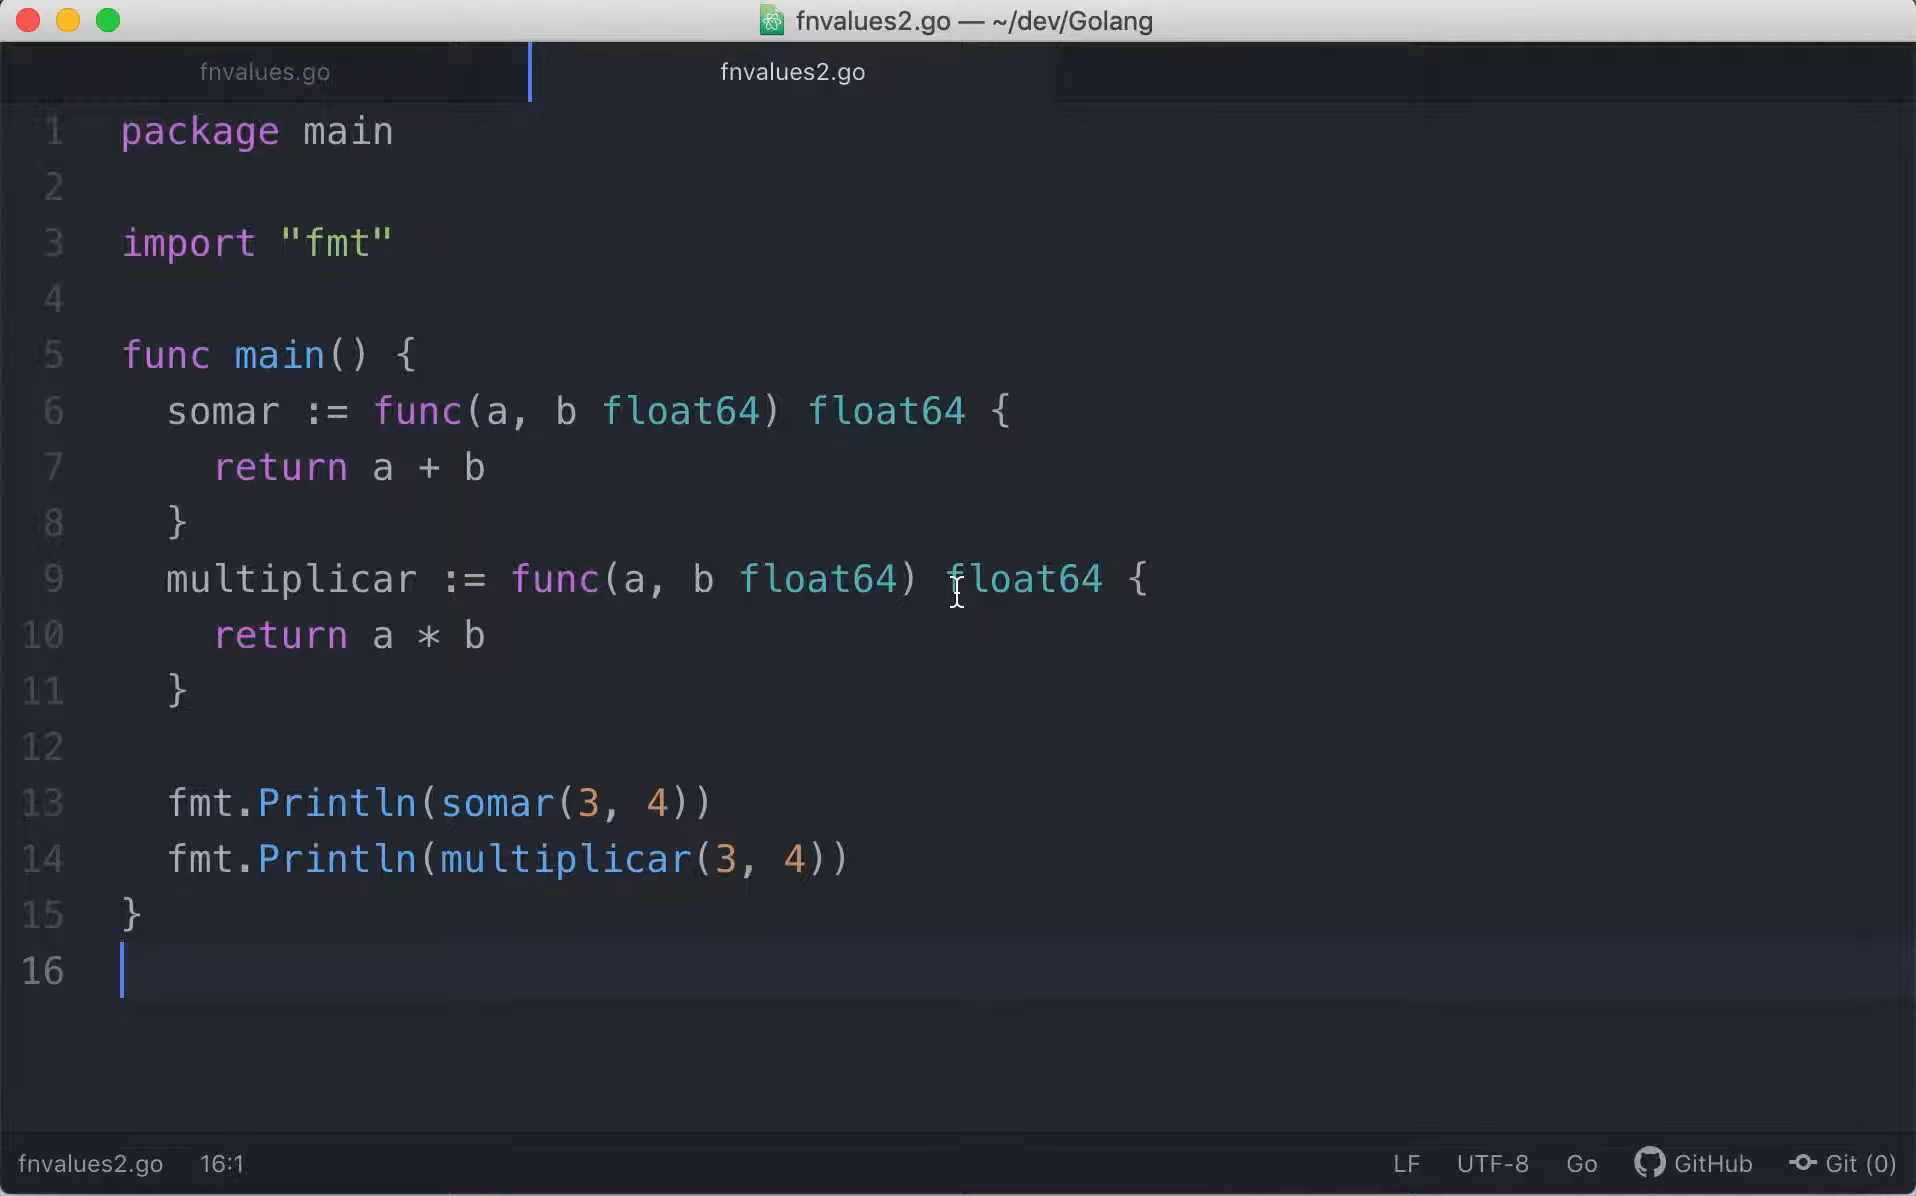 fnvalues2.go — ~/dev/Golang
fnvalues.go
fnvalues2.go
1 package main
2
3 import "fmt"
4
5 func main() {
6 somar := func(a, b float64) float64 {
7 return a + b
8 }
9 multiplicar := func(a, b float64) float64 {
10 return a * b
11 }
12
13 fmt.Println(somar(3, 4))
14 fmt.Println(multiplicar(3, 4))
15 }
16
fnvalues2.go 16:1 LF UTF-8 Go GitHub Git (0)